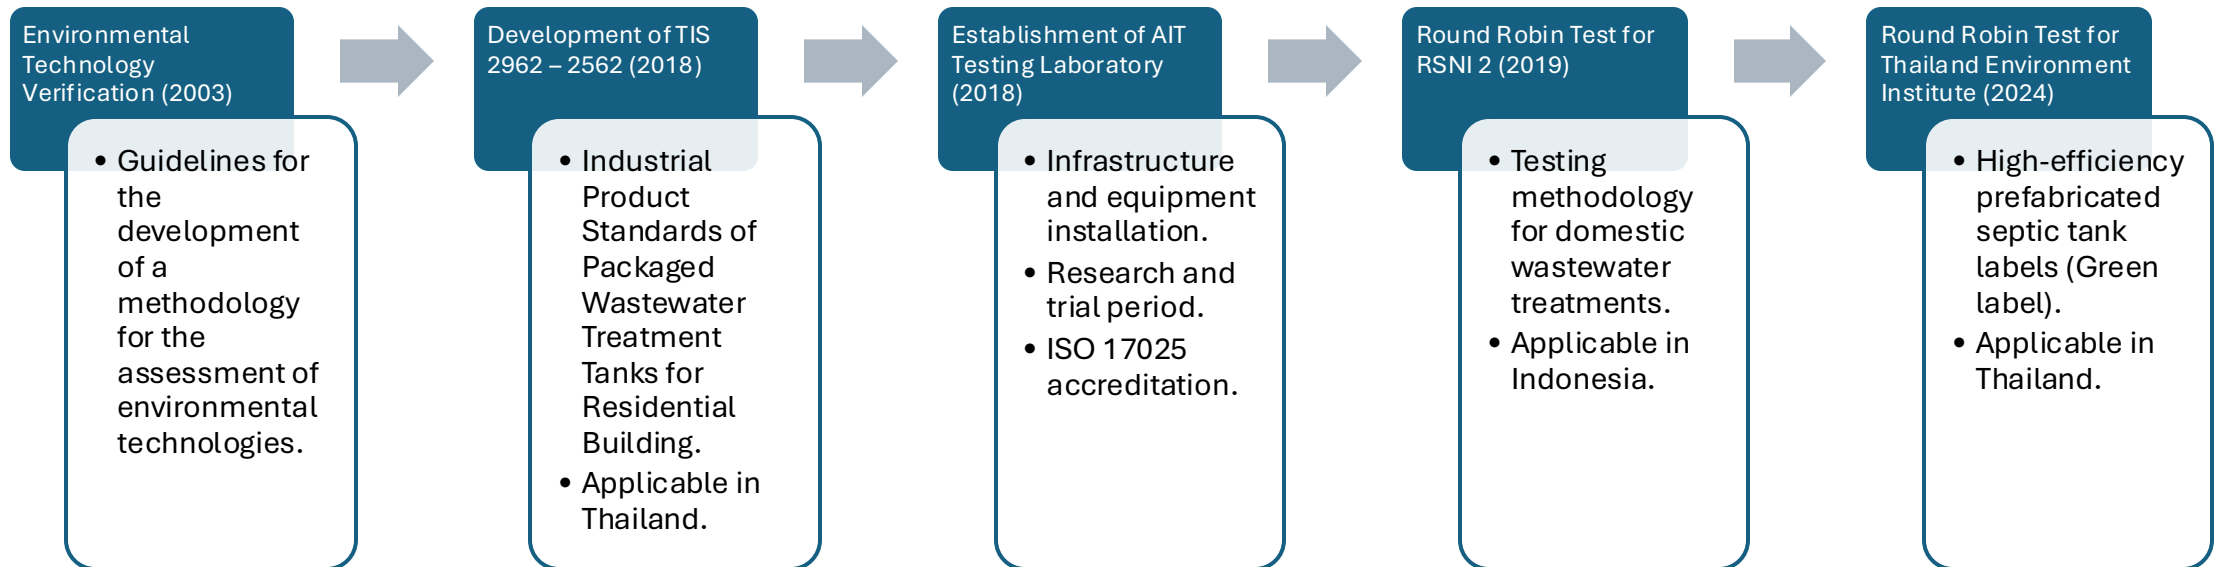 Environmental
Technology
Verification (2003)
• Guidelines for
the
development
of a
methodology
for the
assessment of
environmental
technologies.
Development of TIS
2962 – 2562 (2018)
• Industrial
Product
Standards of
Packaged
Wastewater
Treatment
Tanks for
Residential
Building.
• Applicable in
Thailand.
Establishment of AIT
Testing Laboratory
(2018)
• Infrastructure
and equipment
installation.
• Research and
trial period.
• ISO 17025
accreditation.
Round Robin Test for
RSNI 2 (2019)
• Testing
methodology
for domestic
wastewater
treatments.
• Applicable in
Indonesia.
Round Robin Test for
Thailand Environment
Institute (2024)
• High-efficiency
prefabricated
septic tank
labels (Green
label).
• Applicable in
Thailand.